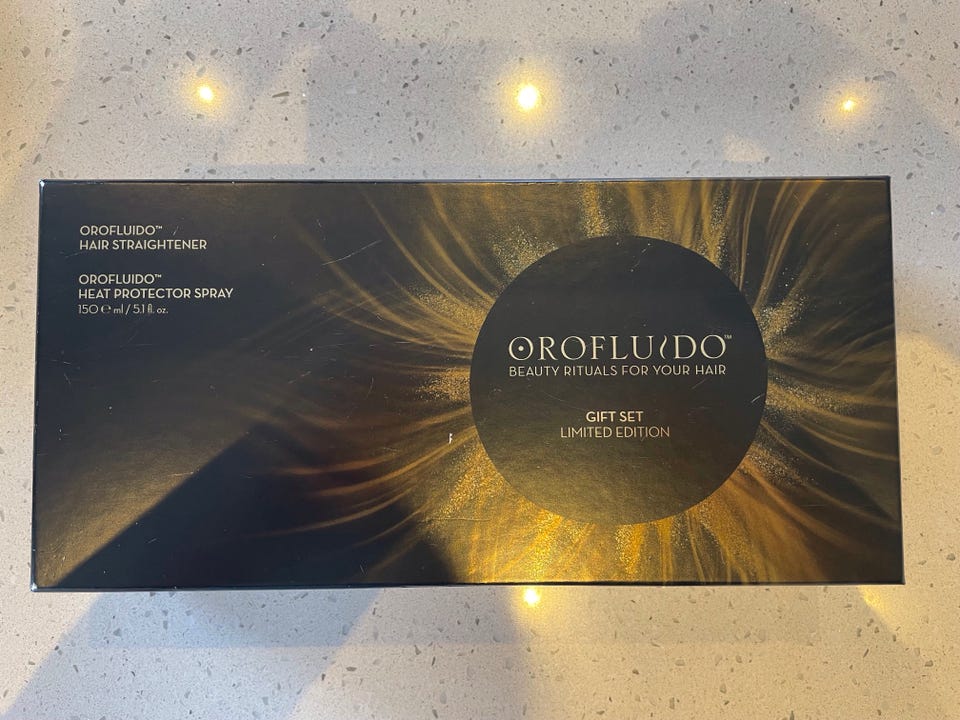 OROFLUIDO™
HAIR STRAIGHTENER
OROFLUIDO™
HEAT PROTECTOR SPRAY
150 ℮ ml / 5.1 fl. oz.
OROFLUIDO™
BEAUTY RITUALS FOR YOUR HAIR
GIFT SET
LIMITED EDITION